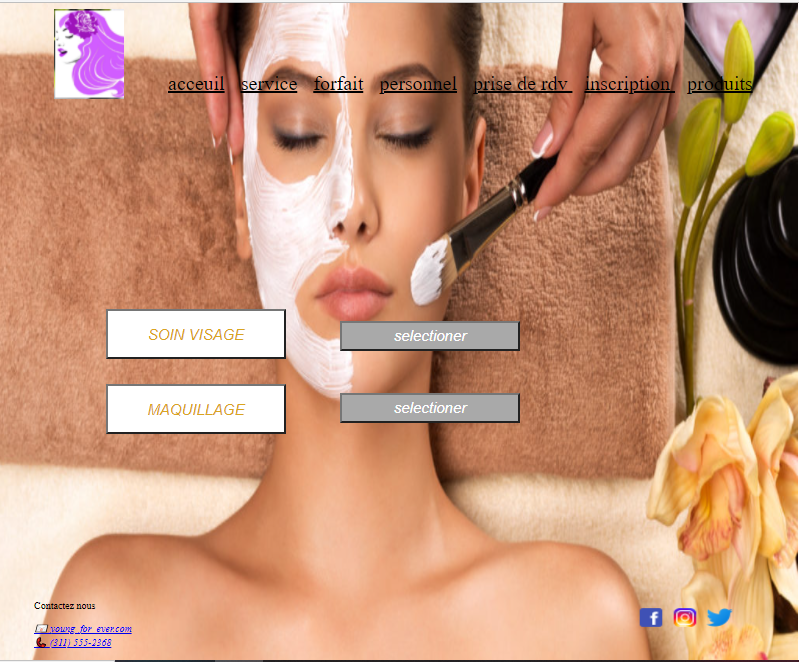 acceuil service forfait personnel prise de rdv inscription produits
SOIN VISAGE selectioner
MAQUILLAGE selectioner
Contactez nous
young_for_ever.com
(311) 555-2368